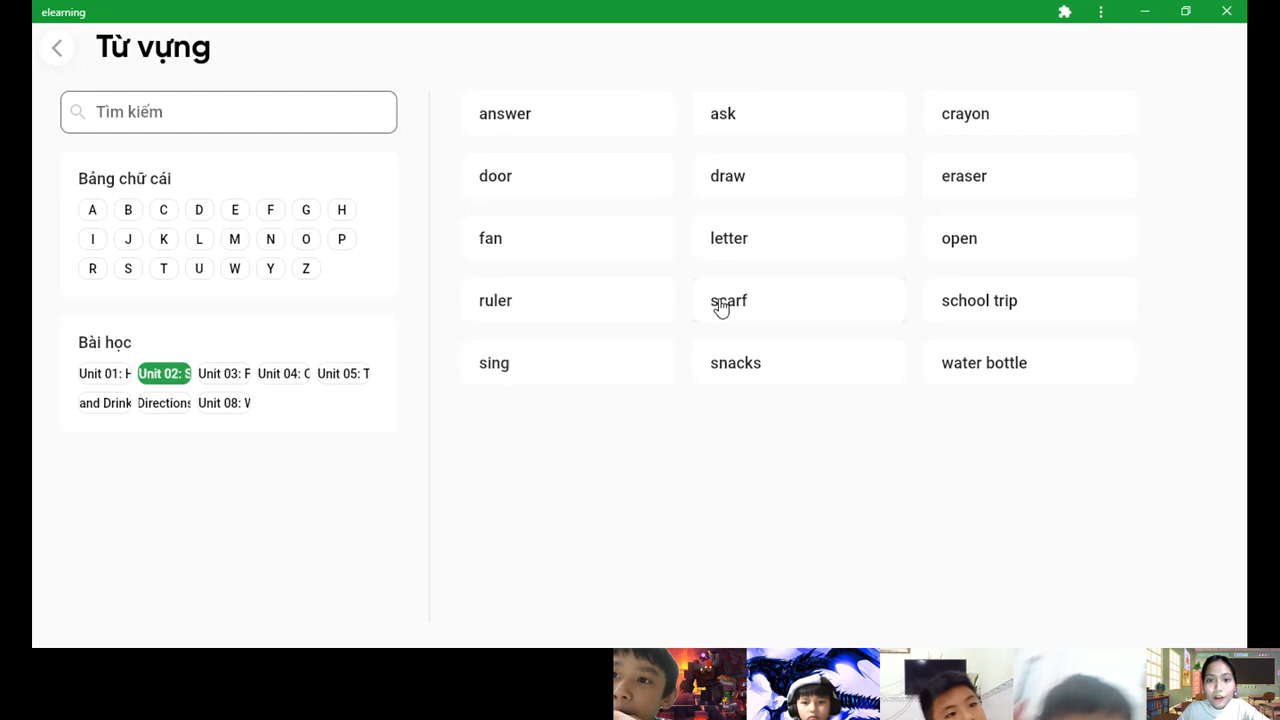 elearning
Từ vựng
Tìm kiếm
Bảng chữ cái
A B C D E F G H
I J K L M N O P
R S T U W Y Z
Bài học
Unit 01: H Unit 02: S Unit 03: F Unit 04: C Unit 05: T
and Drink Directions Unit 08: W
answer ask crayon
door draw eraser
fan letter open
ruler scarf school trip
sing snacks water bottle